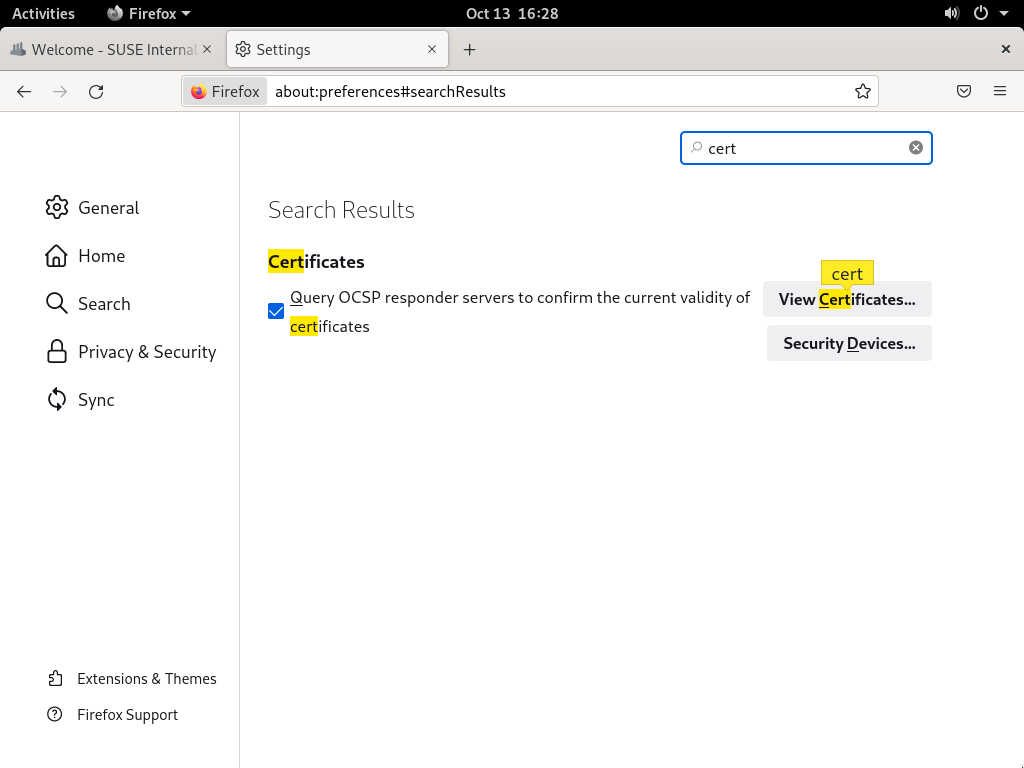 Activities Firefox Oct 13 16:28
Welcome - SUSE Internal Settings
Firefox about:preferences#searchResults
cert
General
Home
Search
Privacy & Security
Sync
Extensions & Themes
Firefox Support
Search Results
Certificates
Query OCSP responder servers to confirm the current validity of
certificates
cert
View Certificates…
Security Devices…